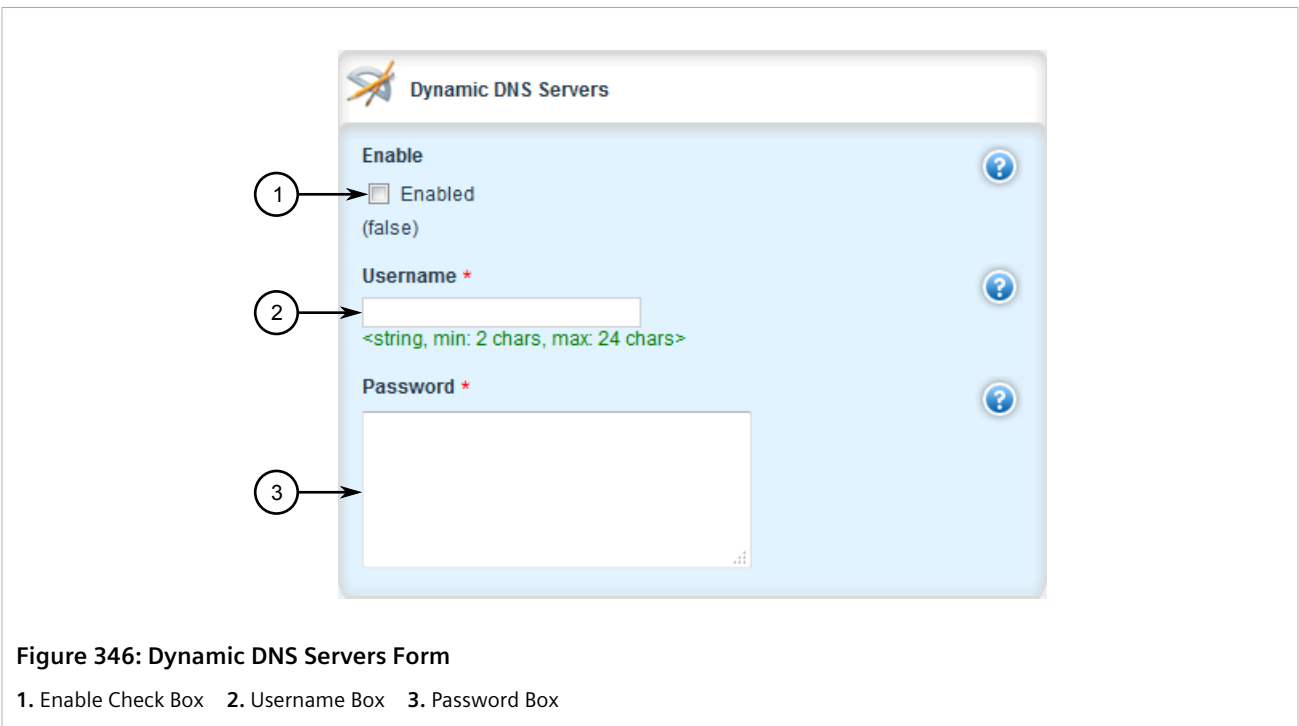 Dynamic DNS Servers
Enable
1
Enabled
(false)
Username *
2
<string, min: 2 chars, max: 24 chars>
Password *
3
Figure 346: Dynamic DNS Servers Form
1. Enable Check Box 2. Username Box 3. Password Box